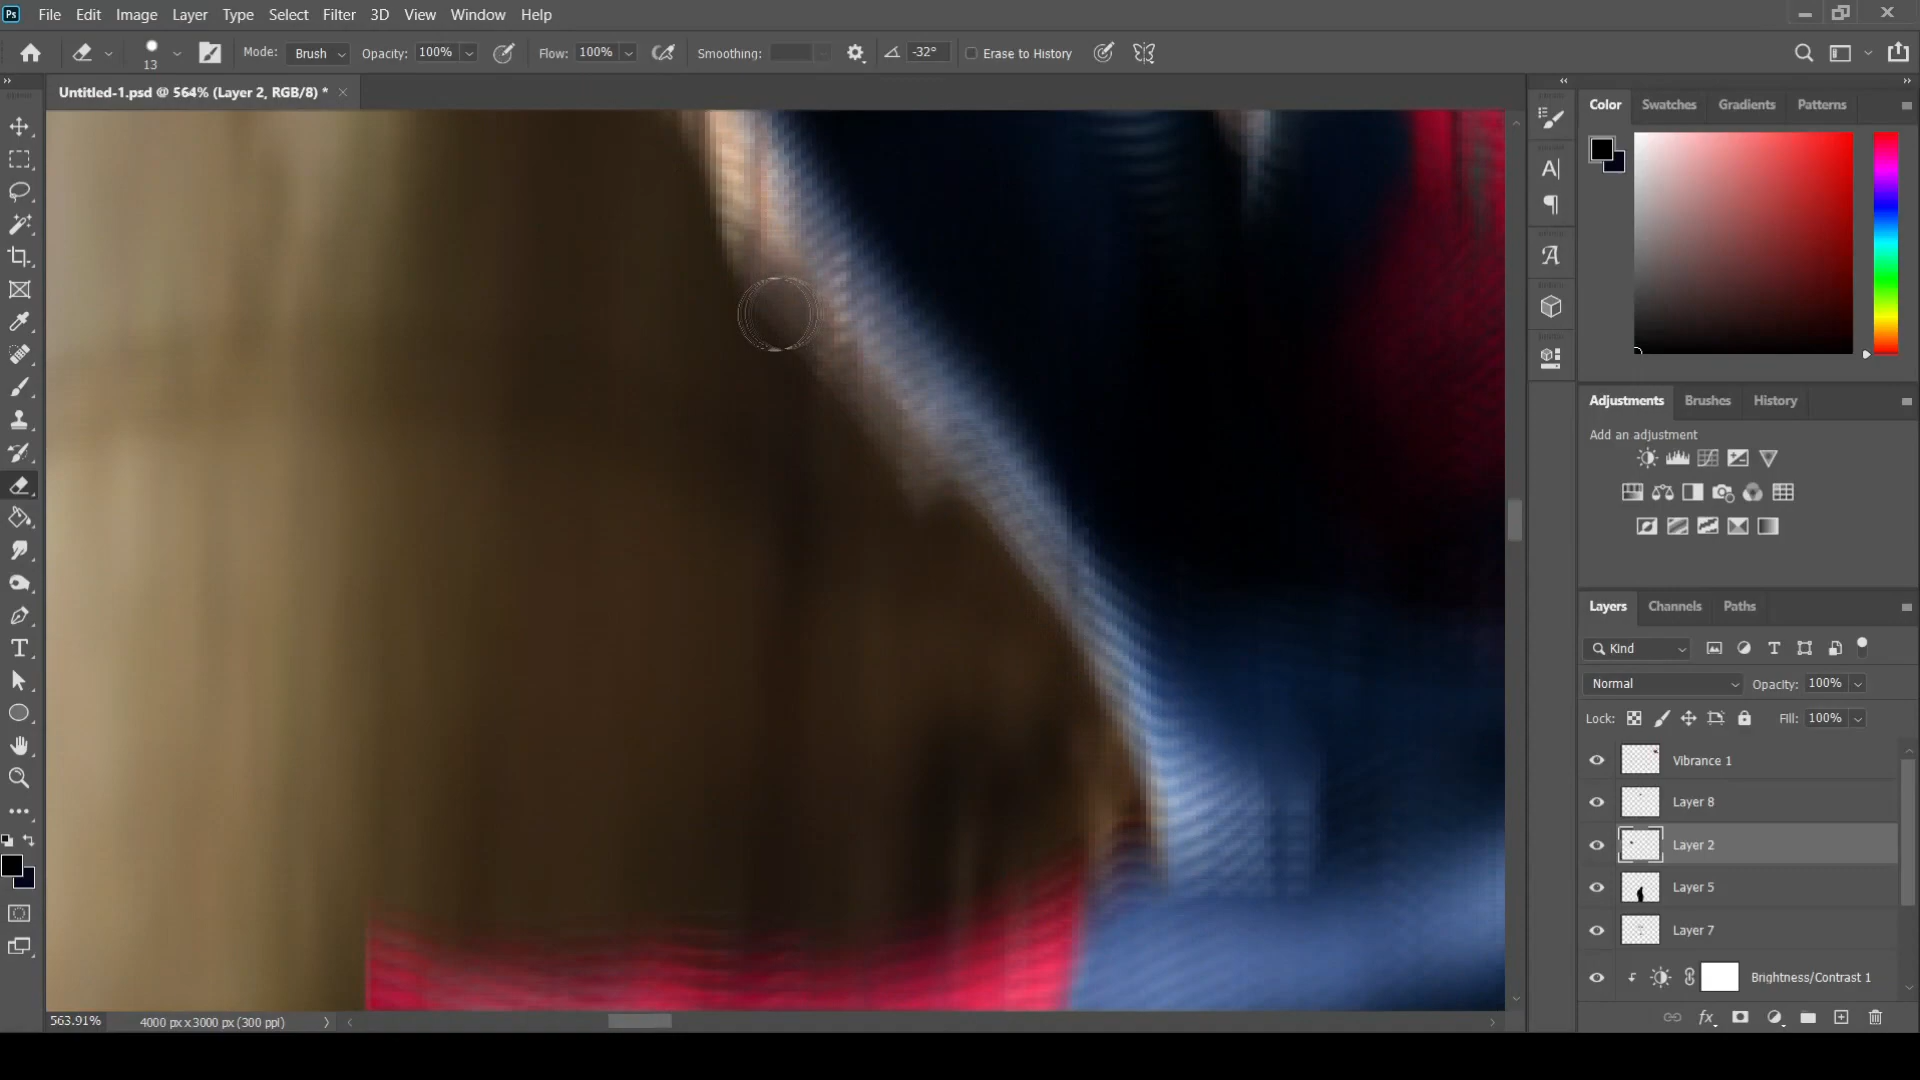 Ps File Edit Image Layer Type Select Filter 3D View Window Help
13 Mode: Brush Opacity: 100% Flow: 100% Smoothing: -32° Erase to History
Untitled-1.psd @ 564% (Layer 2, RGB/8) *
Color Swatches Gradients Patterns
Adjustments Brushes History
Add an adjustment
Layers Channels Paths
Kind
Normal Opacity: 100%
Lock: Fill: 100%
Vibrance 1
Layer 8
Layer 2
Layer 5
Layer 7
Brightness/Contrast 1
fx
563.91% 4000 px x 3000 px (300 ppi)